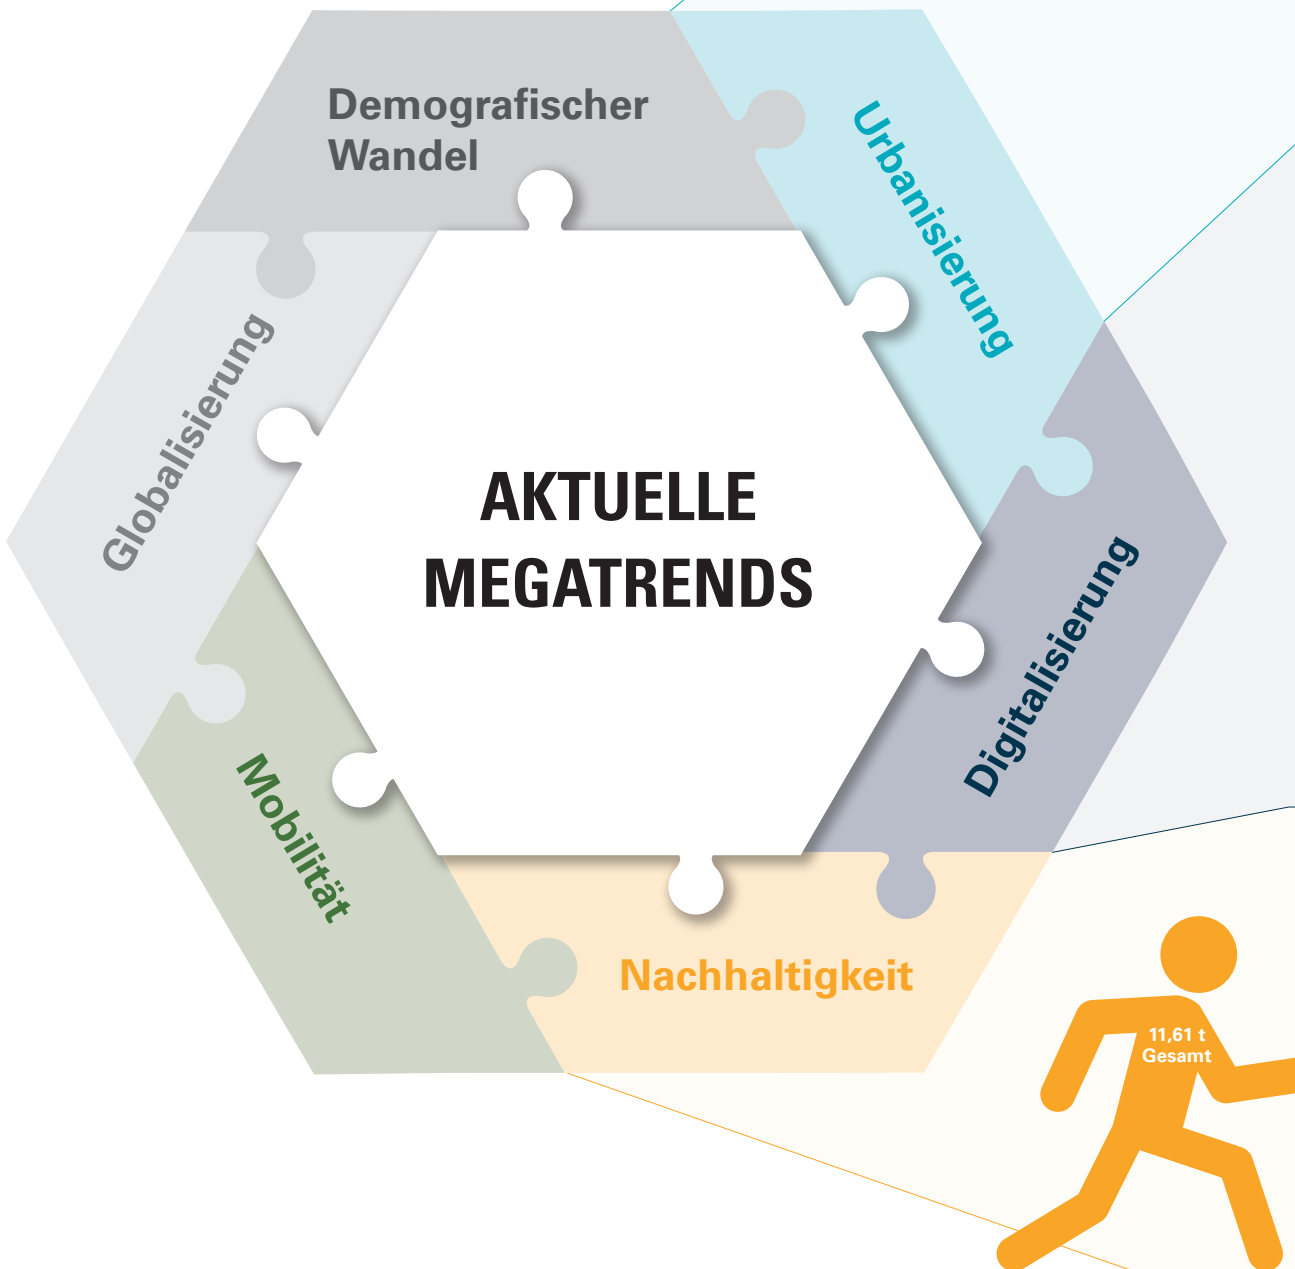 Demografischer
Wandel
Urbanisierung
Globalisierung
AKTUELLE
MEGATRENDS
Digitalisierung
Mobilität
Nachhaltigkeit
11,61 t
Gesamt